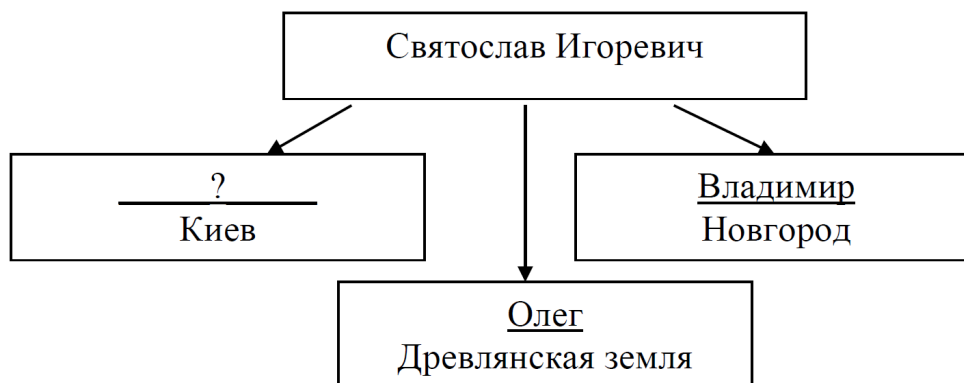 Святослав Игоревич
?
Киев
Владимир
Новгород
Олег
Древлянская земля